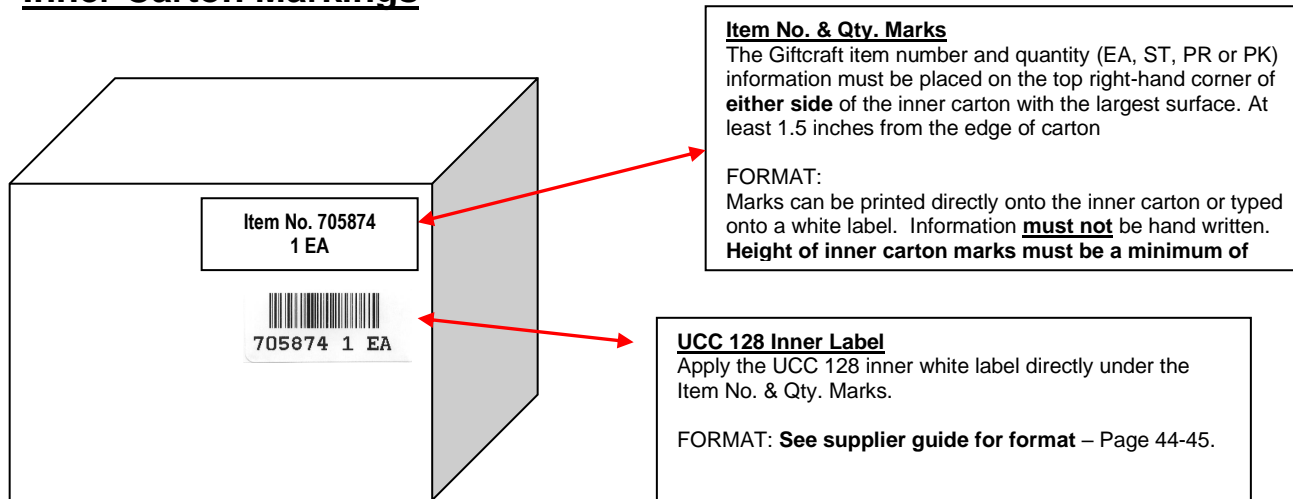 Inner Carton Markings
Item No. & Qty. Marks
The Giftcraft item number and quantity (EA, ST, PR or PK)
information must be placed on the top right-hand corner of
either side of the inner carton with the largest surface. At
least 1.5 inches from the edge of carton
FORMAT:
Marks can be printed directly onto the inner carton or typed
onto a white label.  Information must not be hand written.
Height of inner carton marks must be a minimum of
Item No. 705874
1 EA
705874 1 EA
UCC 128 Inner Label
Apply the UCC 128 inner white label directly under the
Item No. & Qty. Marks.
FORMAT: See supplier guide for format – Page 44-45.